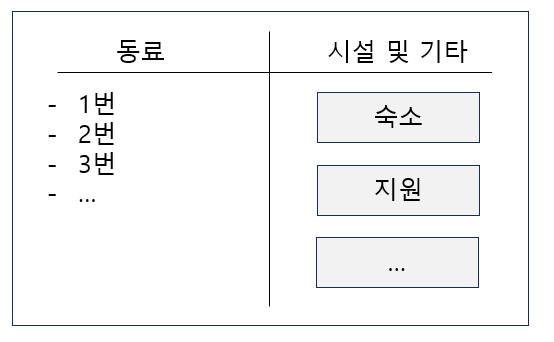 동료
- 1번
- 2번
- 3번
- ...
시설 및 기타
숙소
지원
...